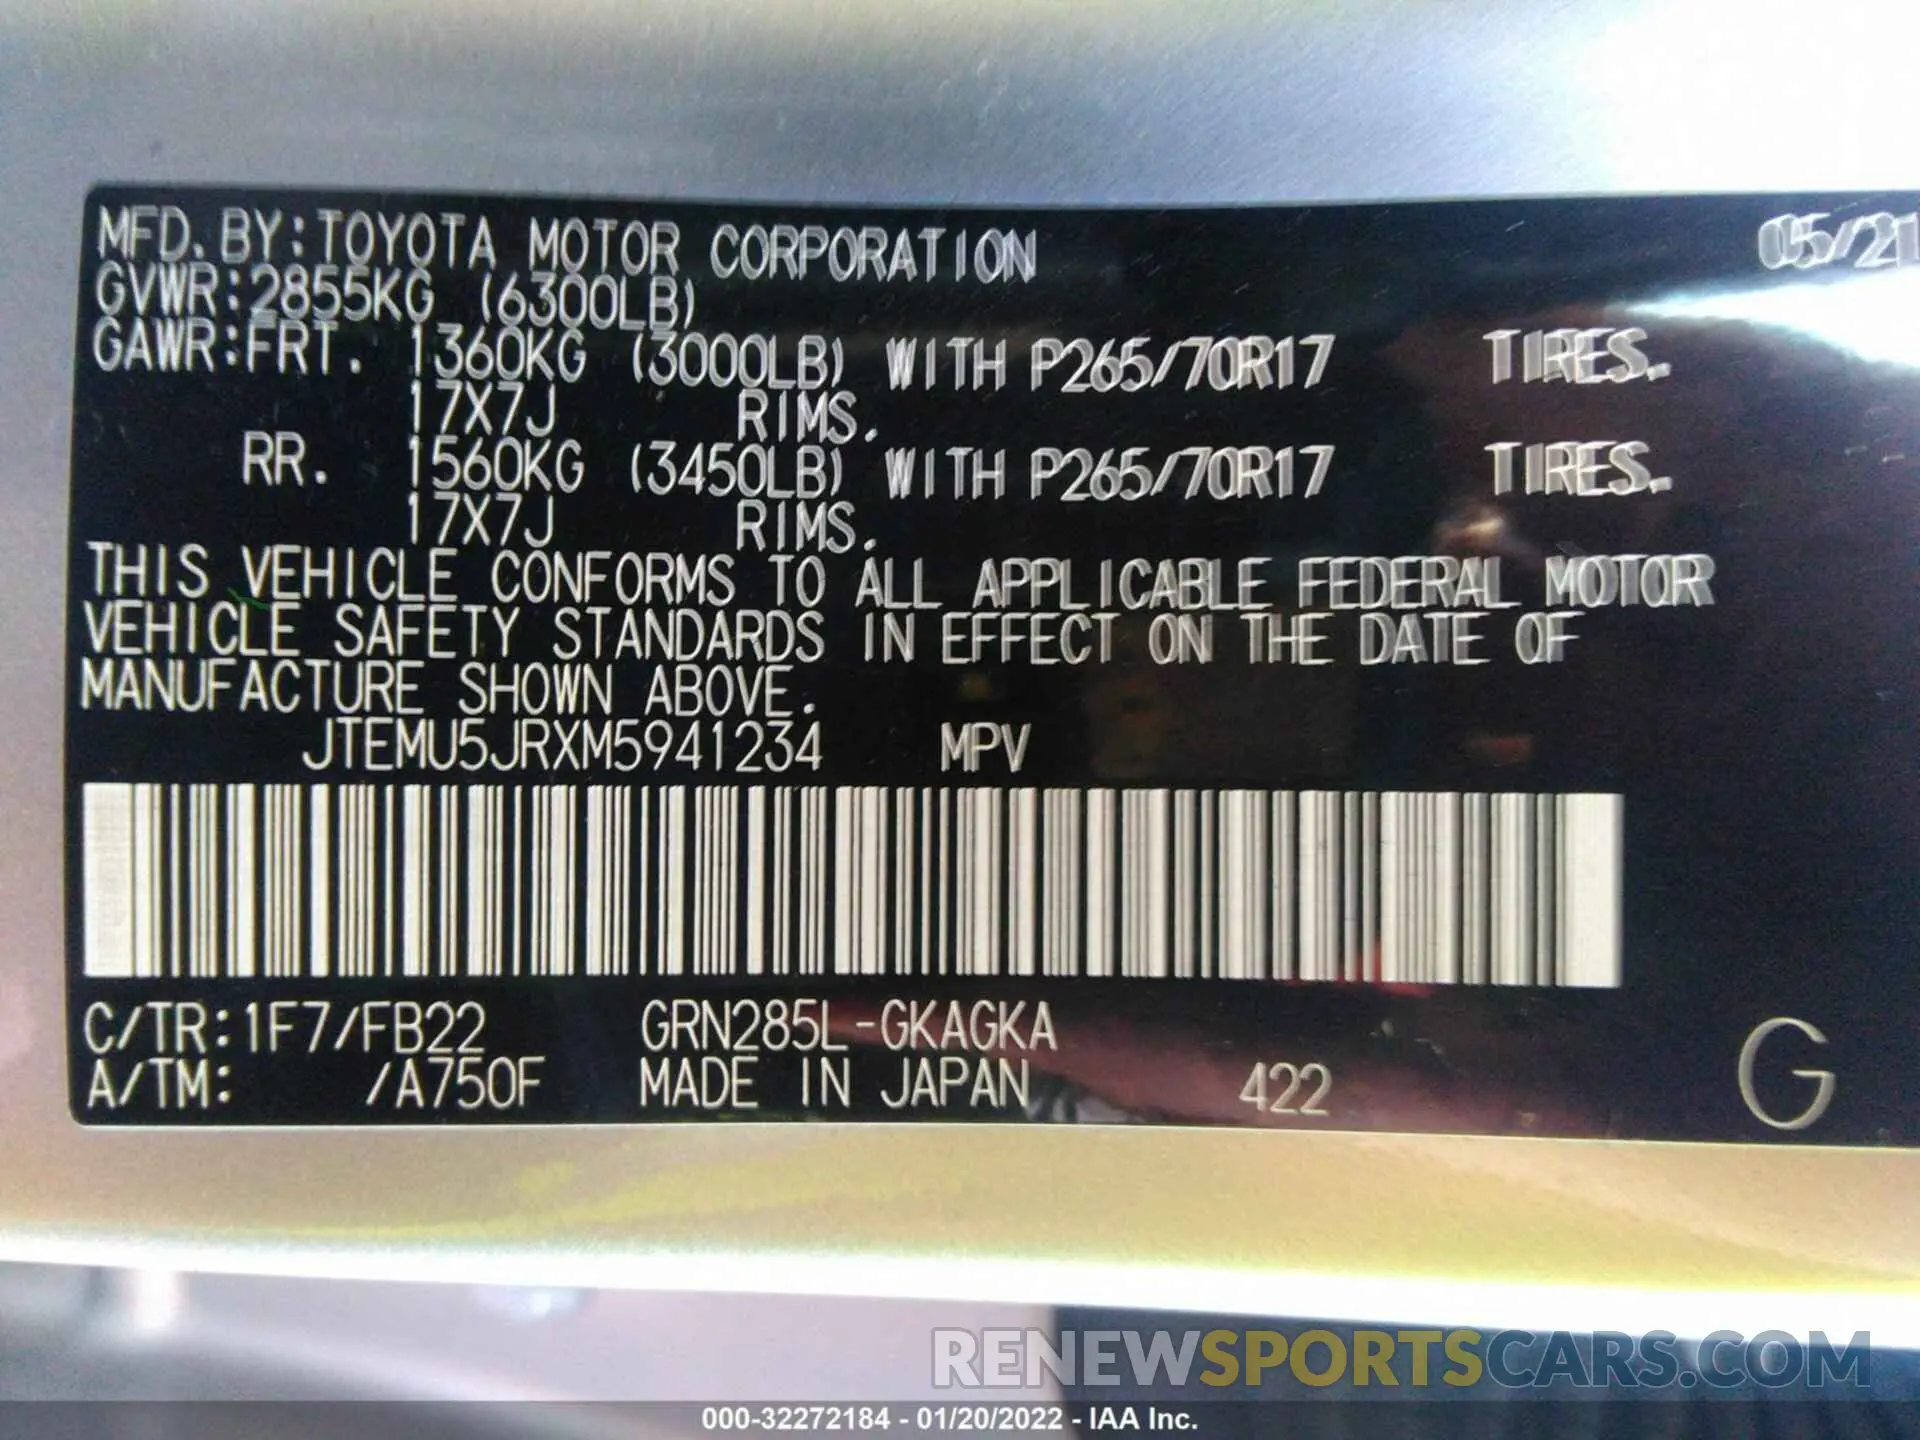 MFD. BY: TOYOTA MOTOR CORPORATION 05/21
GVWR: 2855KG (6300LB)
GAWR: FRT. 1360KG (3000LB) WITH P265/70R17 TIRES.
17X7J RIMS.
RR. 1560KG (3450LB) WITH P265/70R17 TIRES.
17X7J RIMS.
THIS VEHICLE CONFORMS TO ALL APPLICABLE FEDERAL MOTOR
VEHICLE SAFETY STANDARDS IN EFFECT ON THE DATE OF
MANUFACTURE SHOWN ABOVE.
JTEMU5JRXM5941234 MPV
C/TR: 1F7/FB22 GRN285L-GKAGKA
A/TM: /A750F MADE IN JAPAN 422 G
RENEWSPORTSCARS.COM
000-32272184 - 01/20/2022 - IAA Inc.